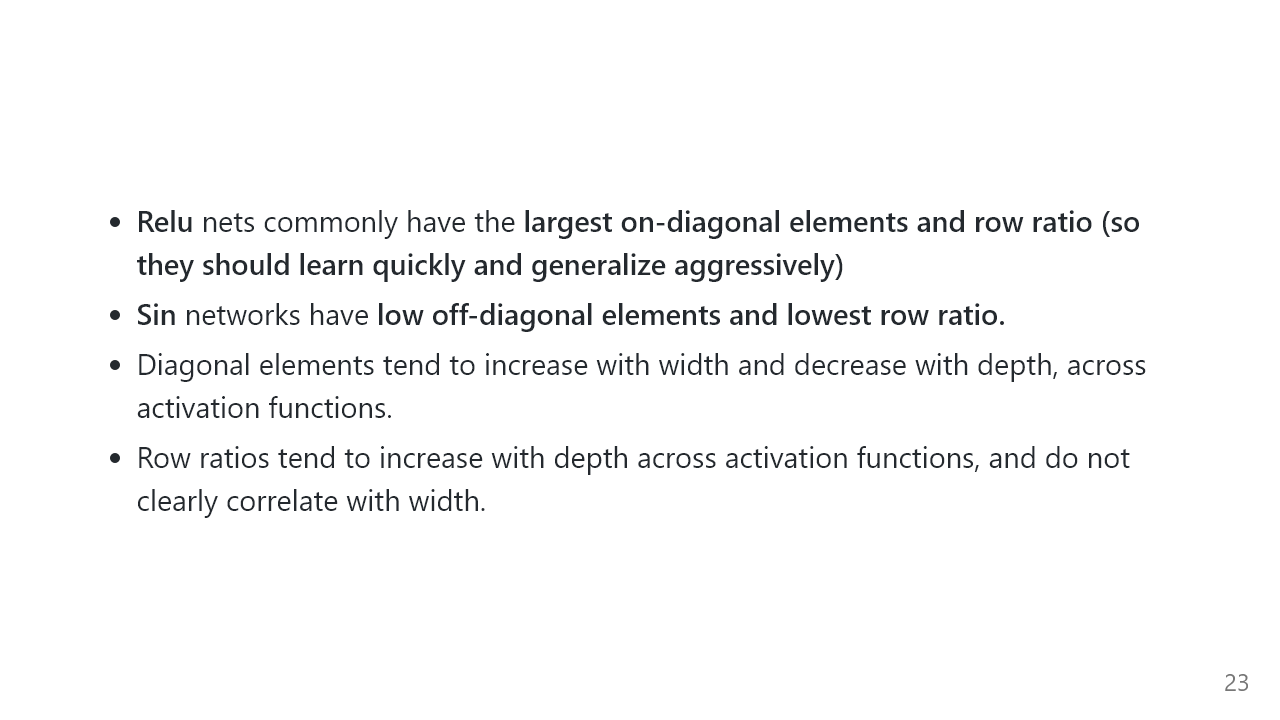 • Relu nets commonly have the largest on-diagonal elements and row ratio (so
they should learn quickly and generalize aggressively)
• Sin networks have low off-diagonal elements and lowest row ratio.
• Diagonal elements tend to increase with width and decrease with depth, across
activation functions.
• Row ratios tend to increase with depth across activation functions, and do not
clearly correlate with width.
23